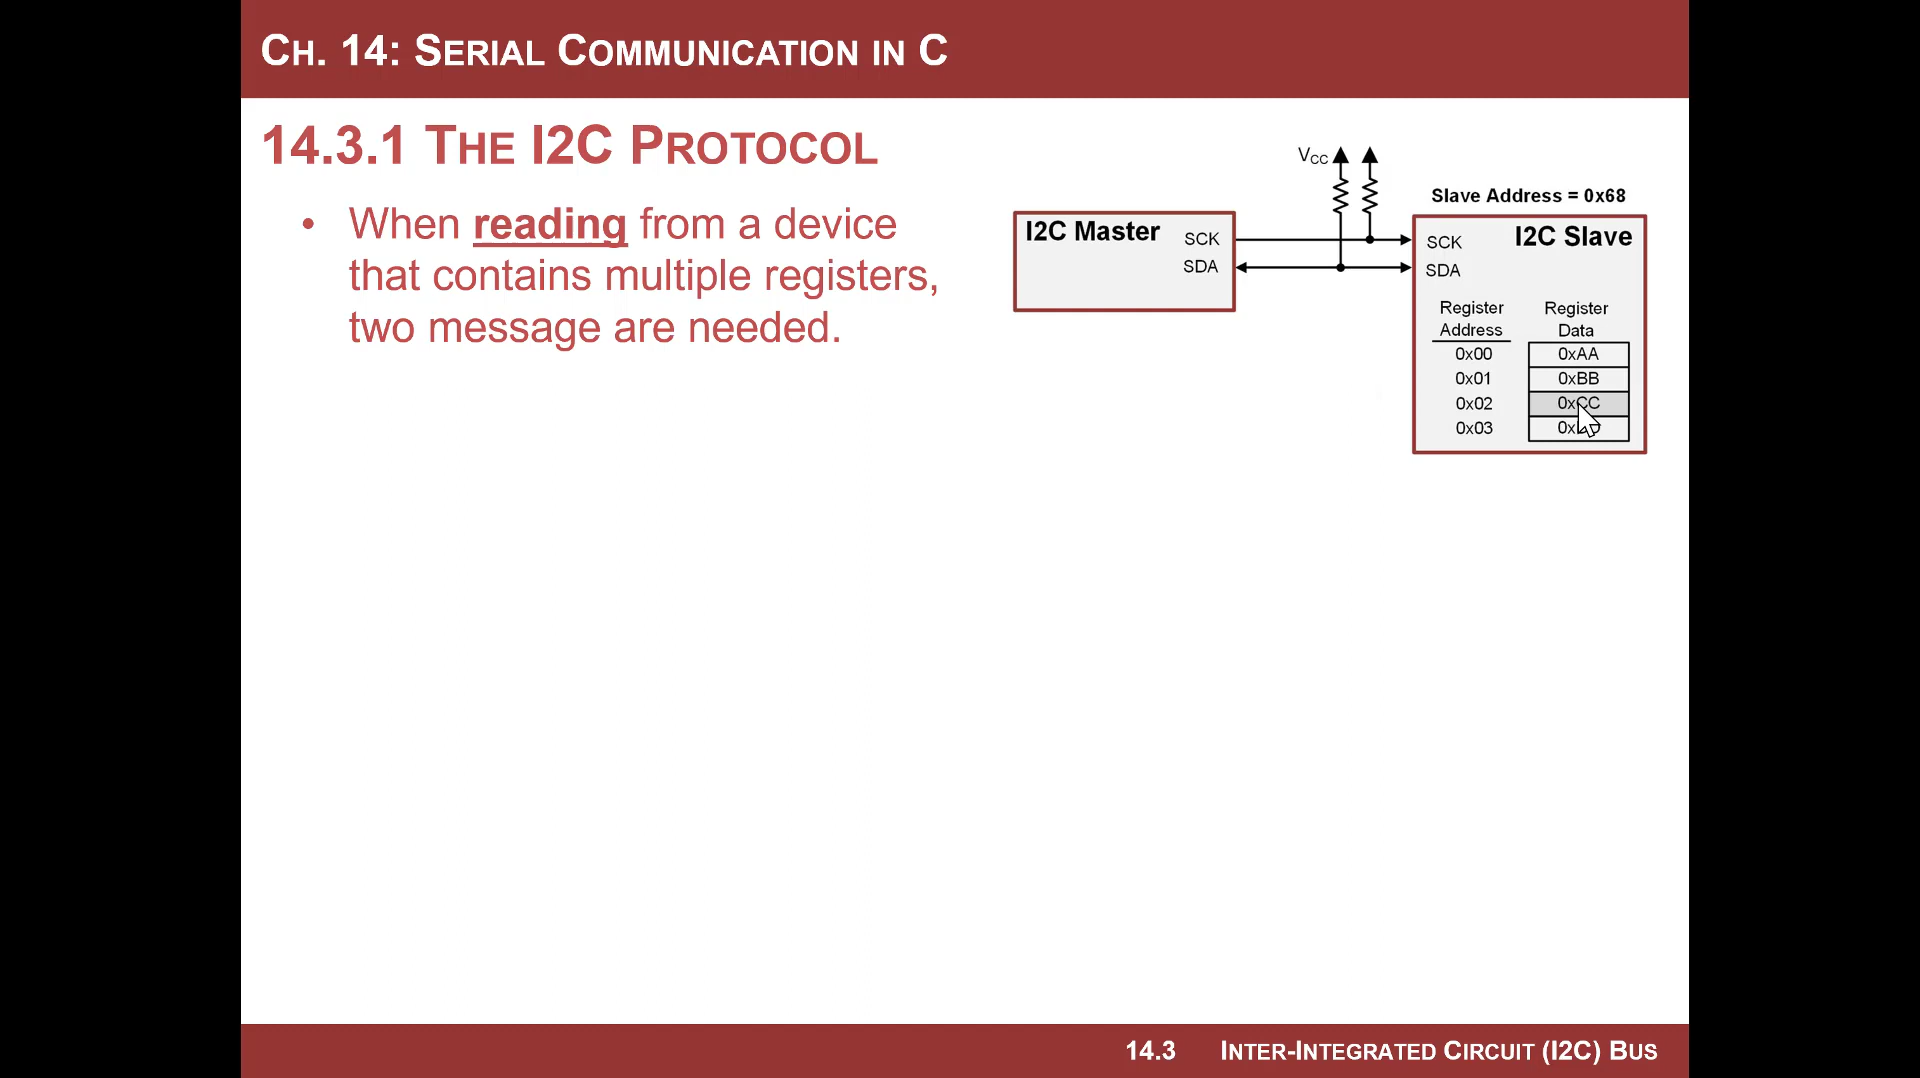 CH. 14: SERIAL COMMUNICATION IN C
14.3.1 THE I2C PROTOCOL
• When reading from a device
that contains multiple registers,
two message are needed.
VCC
Slave Address = 0x68
I2C Master
SCK
SDA
I2C Slave
SCK
SDA
Register Address
Register Data
0x00 0xAA
0x01 0xBB
0x02 0xCC
0x03
14.3 INTER-INTEGRATED CIRCUIT (I2C) BUS